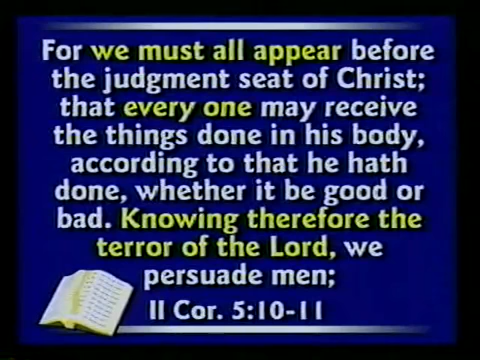 For we must all appear before
the judgment seat of Christ;
that every one may receive
the things done in his body,
according to that he hath
done, whether it be good or
bad. Knowing therefore the
terror of the Lord, we
persuade men;
II Cor. 5:10-11